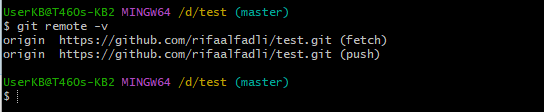 UserKB@T460s-KB2 MINGW64 /d/test (master)
$ git remote -v
origin  https://github.com/rifaalfadli/test.git (fetch)
origin  https://github.com/rifaalfadli/test.git (push)
UserKB@T460s-KB2 MINGW64 /d/test (master)
$